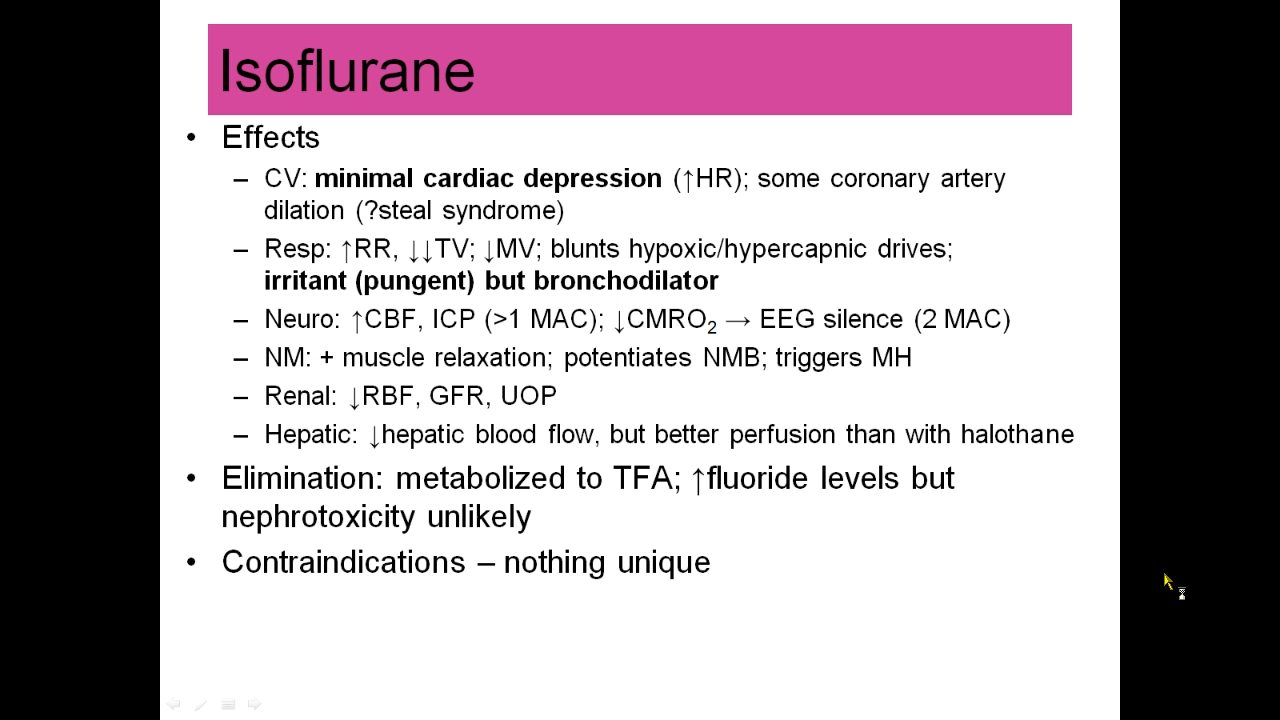 Isoflurane
• Effects
– CV: minimal cardiac depression (↑HR); some coronary artery
dilation (?steal syndrome)
– Resp: ↑RR, ↓↓TV; ↓MV; blunts hypoxic/hypercapnic drives;
irritant (pungent) but bronchodilator
– Neuro: ↑CBF, ICP (>1 MAC); ↓CMRO₂ → EEG silence (2 MAC)
– NM: + muscle relaxation; potentiates NMB; triggers MH
– Renal: ↓RBF, GFR, UOP
– Hepatic: ↓hepatic blood flow, but better perfusion than with halothane
• Elimination: metabolized to TFA; ↑fluoride levels but
nephrotoxicity unlikely
• Contraindications – nothing unique